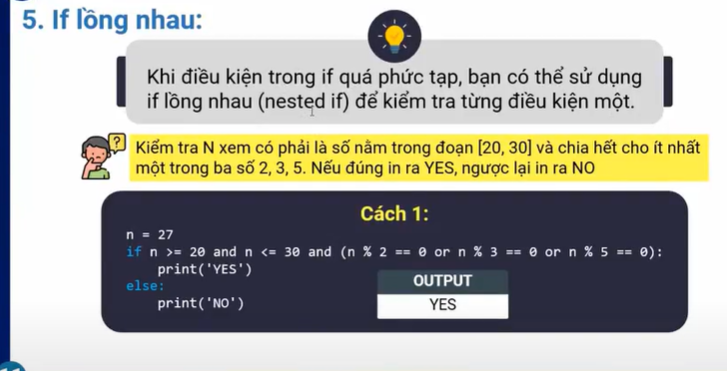 5. If lồng nhau:
Khi điều kiện trong if quá phức tạp, bạn có thể sử dụng
if lồng nhau (nested if) để kiểm tra từng điều kiện một.
?
Kiểm tra N xem có phải là số nằm trong đoạn [20, 30] và chia hết cho ít nhất
một trong ba số 2, 3, 5. Nếu đúng in ra YES, ngược lại in ra NO
Cách 1:
n = 27
if n >= 20 and n <= 30 and (n % 2 == 0 or n % 3 == 0 or n % 5 == 0):
    print('YES')
else:
    print('NO')
OUTPUT
YES